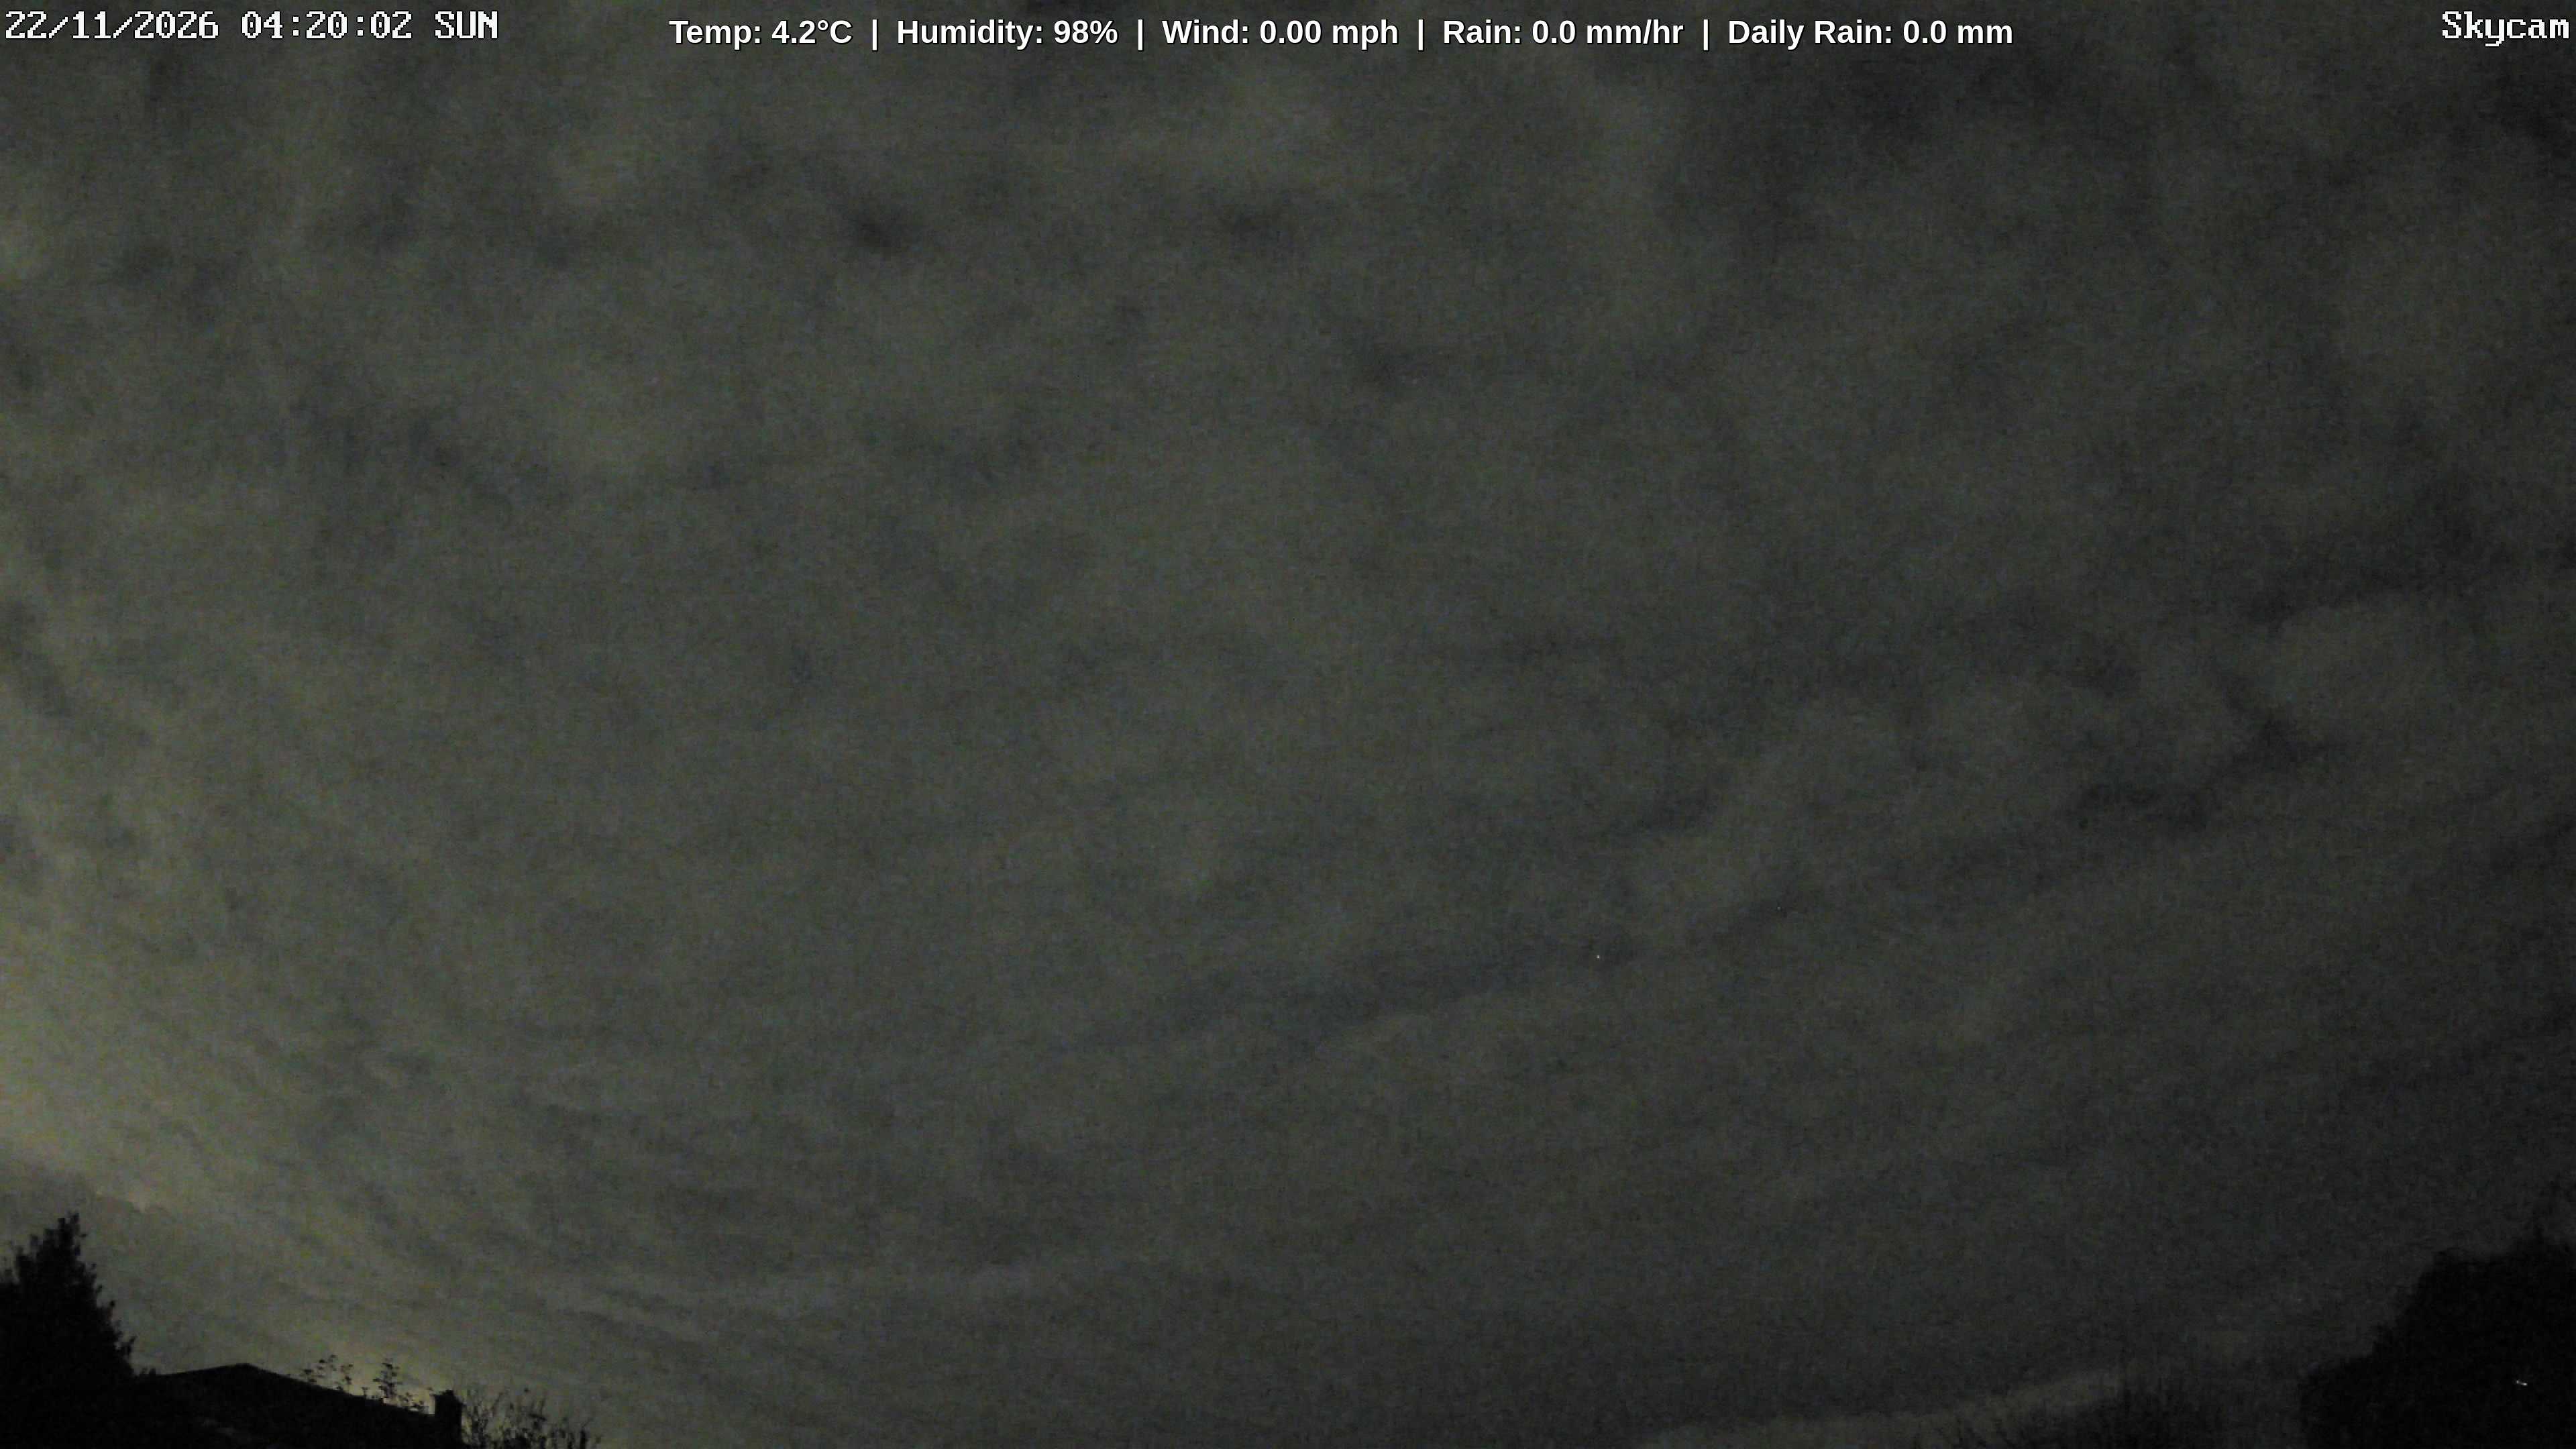 22/11/2026 04:20:02 SUN
Temp: 4.2°C | Humidity: 98% | Wind: 0.00 mph | Rain: 0.0 mm/hr | Daily Rain: 0.0 mm
Skycam